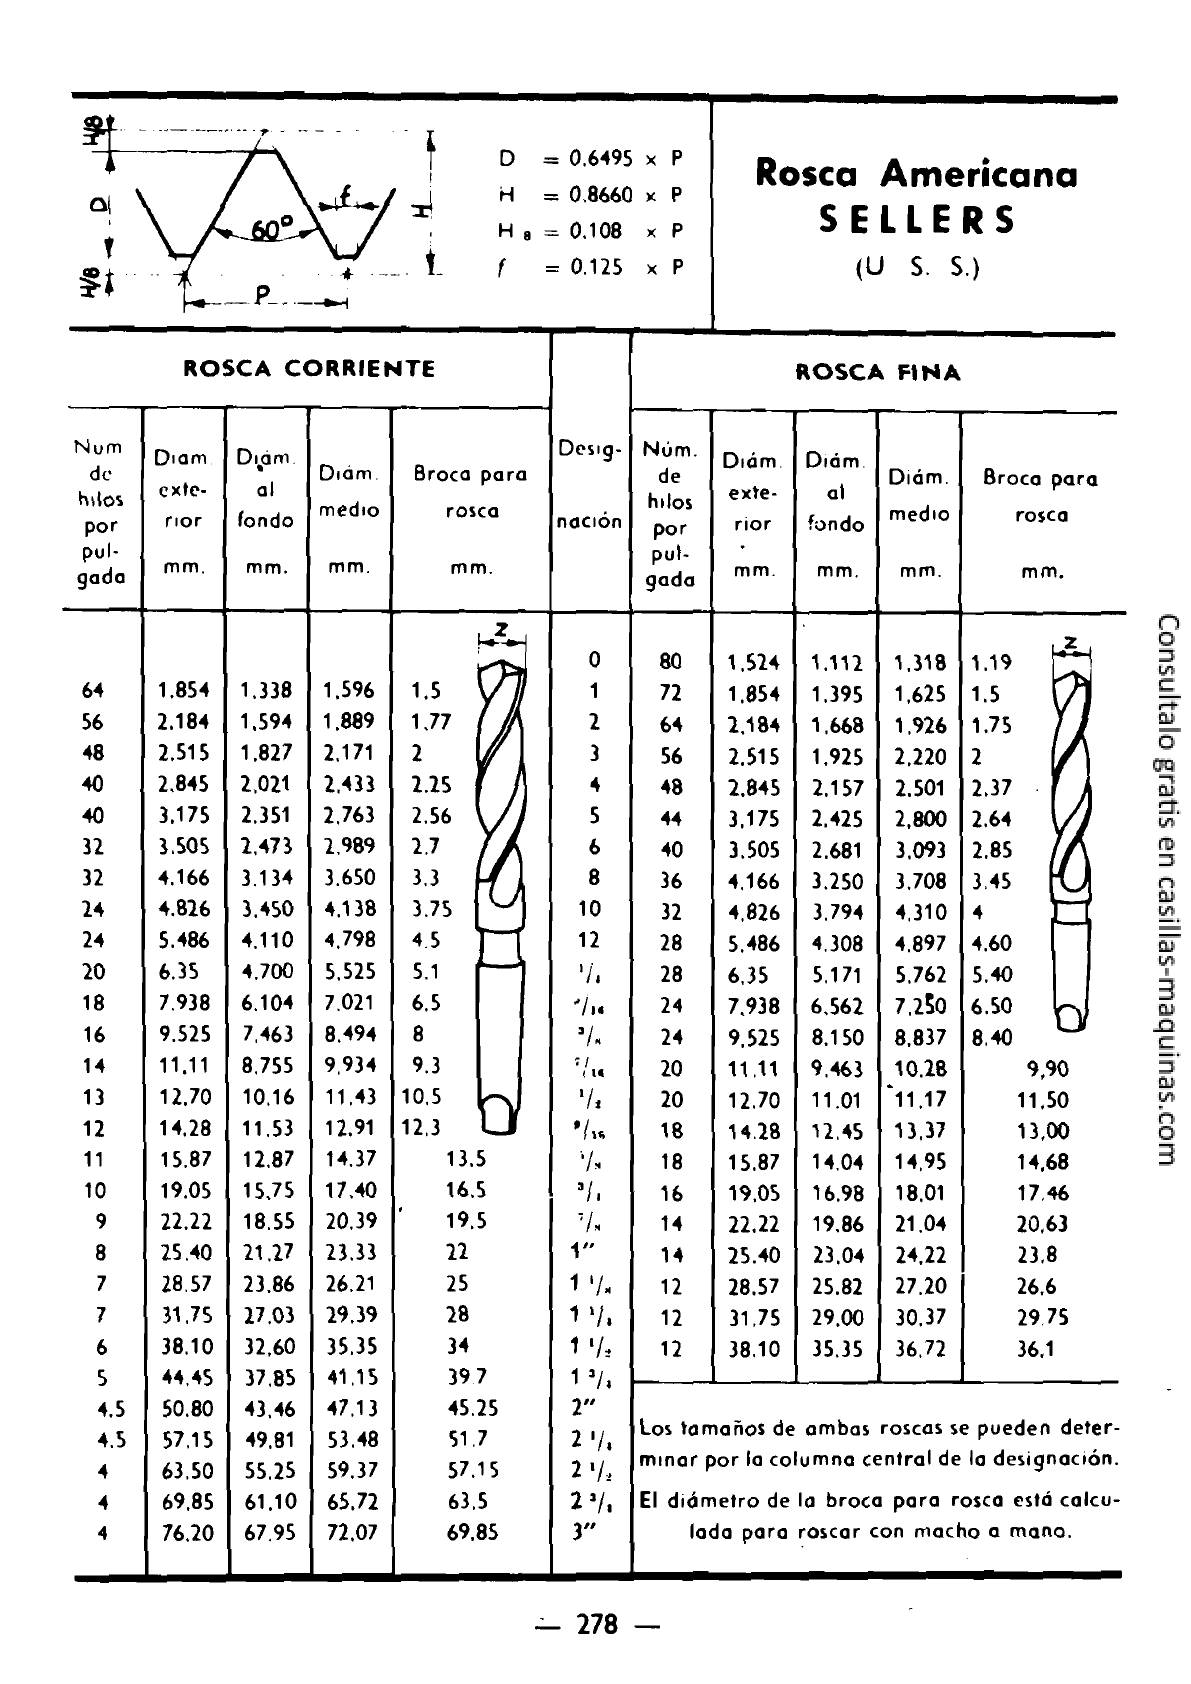 H/8
D
H/8
60°
f
H
P
D = 0.6495 × P
H = 0.8660 × P
H 8 = 0.108 × P
f = 0.125 × P
Rosca Americana
SELLERS
(U S. S.)
ROSCA CORRIENTE
ROSCA FINA
Num de hilos por pulgada | Diam exte-rior mm. | Diám. al fondo mm. | Diám. medio mm. | Broca para rosca mm. | Desig-nación | Núm. de hilos por pul-gada | Diám. exte-rior mm. | Diám. al fondo mm. | Diám. medio mm. | Broca para rosca mm.
Z
Z
0 80 1,524 1.112 1,318 1.19
64 1.854 1.338 1,596 1.5 1 72 1,854 1,395 1,625 1.5
56 2.184 1,594 1,889 1,77 2 64 2,184 1,668 1,926 1.75
48 2.515 1,827 2,171 2 3 56 2,515 1,925 2,220 2
40 2.845 2,021 2,433 2.25 4 48 2,845 2,157 2,501 2,37
40 3,175 2.351 2,763 2.56 5 44 3,175 2,425 2,800 2.64
32 3.505 2,473 2,989 2.7 6 40 3,505 2,681 3,093 2,85
32 4.166 3.134 3.650 3.3 8 36 4,166 3.250 3,708 3.45
24 4.826 3,450 4,138 3.75 10 32 4,826 3,794 4,310 4
24 5.486 4,110 4,798 4.5 12 28 5,486 4.308 4,897 4,60
20 6.35 4,700 5,525 5.1 1/4 28 6,35 5,171 5,762 5,40
18 7.938 6,104 7,021 6,5 5/16 24 7,938 6,562 7,250 6.50
16 9.525 7,463 8,494 8 3/8 24 9,525 8,150 8,837 8,40
14 11,11 8,755 9,934 9.3 7/16 20 11,11 9,463 10,28 9,90
13 12,70 10,16 11,43 10,5 1/2 20 12,70 11,01 11,17 11,50
12 14,28 11,53 12,91 12,3 9/16 18 14,28 12,45 13,37 13,00
11 15.87 12,87 14.37 13.5 5/8 18 15,87 14,04 14,95 14,68
10 19.05 15,75 17,40 16.5 3/4 16 19,05 16,98 18,01 17,46
9 22,22 18,55 20,39 19,5 7/8 14 22,22 19,86 21,04 20,63
8 25,40 21,27 23,33 22 1" 14 25,40 23,04 24,22 23,8
7 28,57 23,86 26,21 25 1 1/8 12 28,57 25,82 27,20 26,6
7 31,75 27,03 29,39 28 1 1/4 12 31,75 29,00 30,37 29.75
6 38,10 32,60 35,35 34 1 1/2 12 38,10 35.35 36,72 36,1
5 44,45 37,85 41,15 39.7 1 3/4
4,5 50,80 43,46 47,13 45.25 2"
4,5 57,15 49,81 53,48 51.7 2 1/4
4 63,50 55,25 59,37 57,15 2 1/2
4 69,85 61,10 65,72 63,5 2 3/4
4 76,20 67,95 72,07 69,85 3"
Los tamaños de ambas roscas se pueden deter-
minar por la columna central de la designación.
El diámetro de la broca para rosca está calcu-
lada para roscar con macho a mano.
— 278 —
Consultalo gratis en casillas-maquinas.com